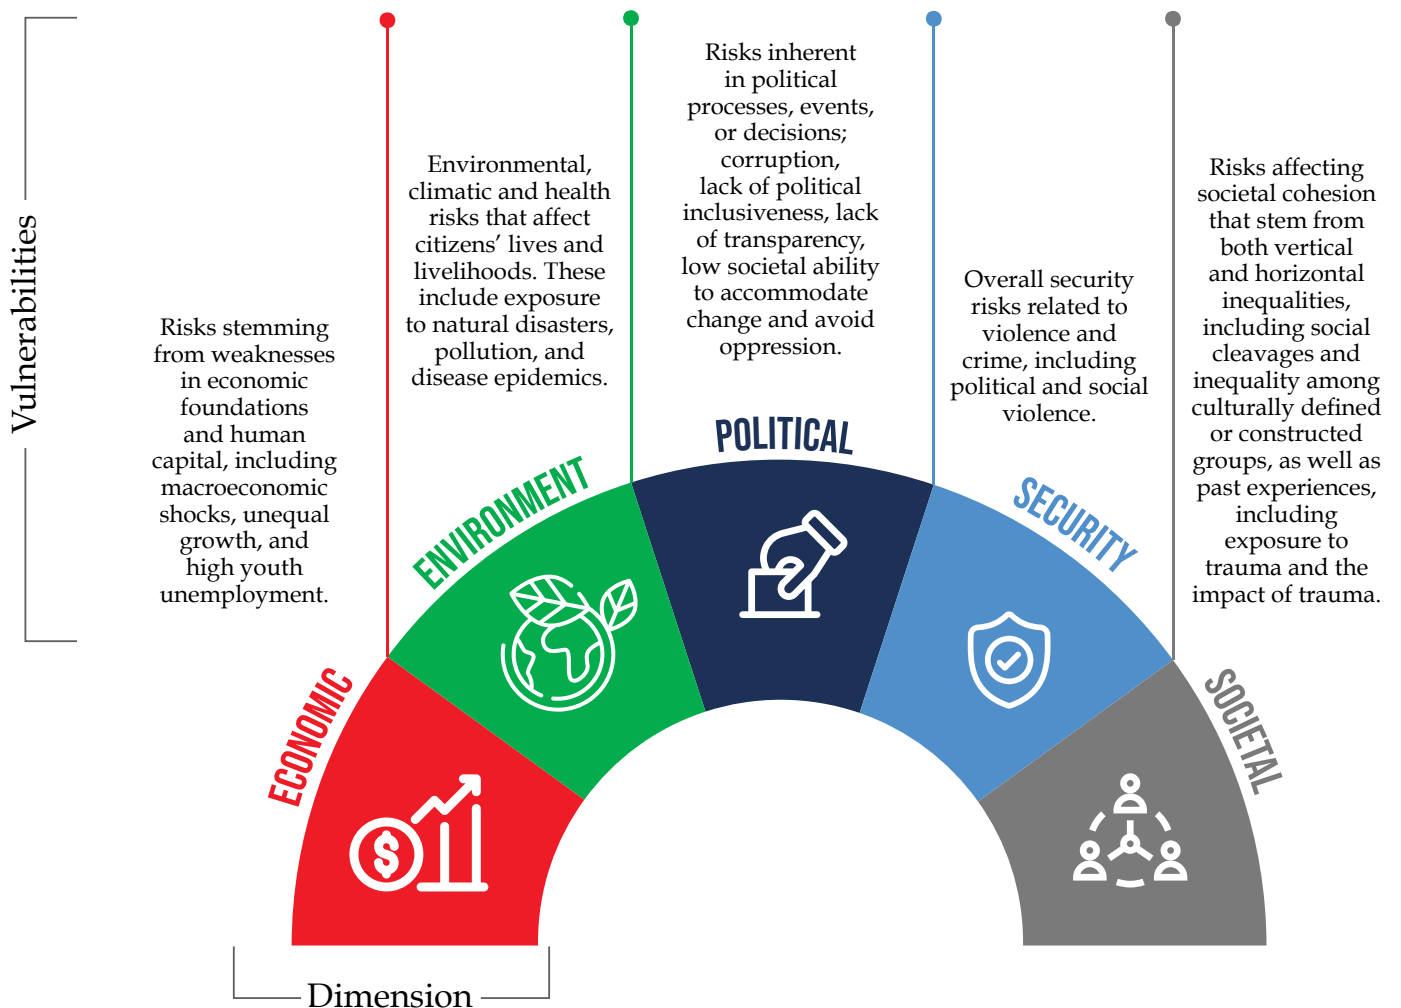 Vulnerabilities
Risks stemming
from weaknesses
in economic
foundations
and human
capital, including
macroeconomic
shocks, unequal
growth, and
high youth
unemployment.
Environmental,
climatic and health
risks that affect
citizens’ lives and
livelihoods. These
include exposure
to natural disasters,
pollution, and
disease epidemics.
Risks inherent
in political
processes, events,
or decisions;
corruption,
lack of political
inclusiveness, lack
of transparency,
low societal ability
to accommodate
change and avoid
oppression.
Overall security
risks related to
violence and
crime, including
political and social
violence.
Risks affecting
societal cohesion
that stem from
both vertical
and horizontal
inequalities,
including social
cleavages and
inequality among
culturally defined
or constructed
groups, as well as
past experiences,
including
exposure to
trauma and the
impact of trauma.
ECONOMIC
ENVIRONMENT
POLITICAL
SECURITY
SOCIETAL
$
Dimension